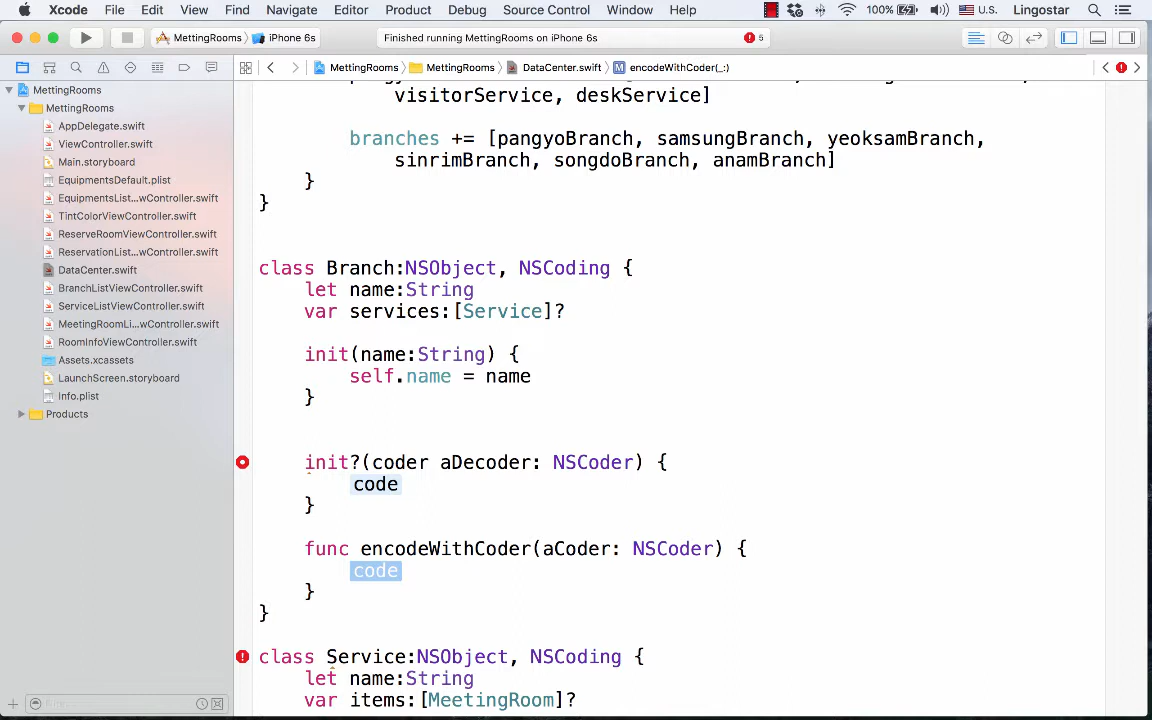 Xcode File Edit View Find Navigate Editor Product Debug Source Control Window Help 100% U.S. Lingostar
MettingRooms iPhone 6s Finished running MettingRooms on iPhone 6s 5
MettingRooms MettingRooms DataCenter.swift M encodeWithCoder(_:)
MettingRooms
MettingRooms
AppDelegate.swift
ViewController.swift
Main.storyboard
EquipmentsDefault.plist
EquipmentsList...wController.swift
TintColorViewController.swift
ReserveRoomViewController.swift
ReservationList...wController.swift
DataCenter.swift
BranchListViewController.swift
ServiceListViewController.swift
MeetingRoomLi...wController.swift
RoomInfoViewController.swift
Assets.xcassets
LaunchScreen.storyboard
Info.plist
Products
visitorService, deskService]
branches += [pangyoBranch, samsungBranch, yeoksamBranch,
sinrimBranch, songdoBranch, anamBranch]
}
}
class Branch:NSObject, NSCoding {
let name:String
var services:[Service]?
init(name:String) {
self.name = name
}
init?(coder aDecoder: NSCoder) {
code
}
func encodeWithCoder(aCoder: NSCoder) {
code
}
}
class Service:NSObject, NSCoding {
let name:String
var items:[MeetingRoom]?